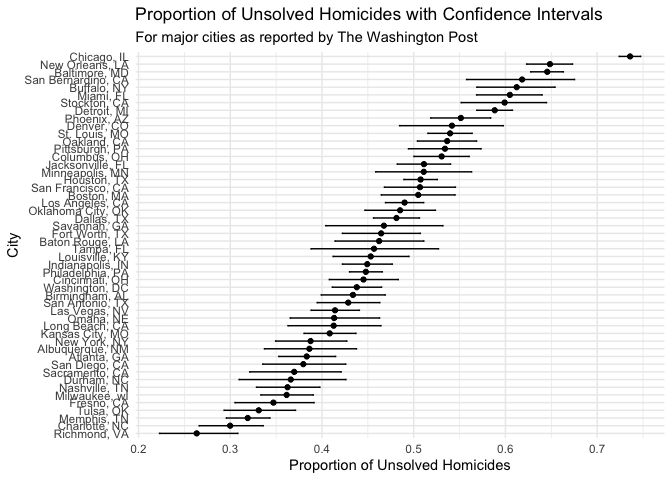 Proportion of Unsolved Homicides with Confidence Intervals
For major cities as reported by The Washington Post
Chicago, IL
New Orleans, LA
Baltimore, MD
San Bernardino, CA
Buffalo, NY
Miami, FL
Stockton, CA
Detroit, MI
Phoenix, AZ
Denver, CO
St. Louis, MO
Oakland, CA
Pittsburgh, PA
Columbus, OH
Jacksonville, FL
Minneapolis, MN
Houston, TX
San Francisco, CA
Boston, MA
Los Angeles, CA
Oklahoma City, OK
Dallas, TX
Savannah, GA
Fort Worth, TX
Baton Rouge, LA
Tampa, FL
Louisville, KY
Indianapolis, IN
Philadelphia, PA
Cincinnati, OH
Washington, DC
Birmingham, AL
San Antonio, TX
Las Vegas, NV
Omaha, NE
Long Beach, CA
Kansas City, MO
New York, NY
Albuquerque, NM
Atlanta, GA
San Diego, CA
Sacramento, CA
Durham, NC
Nashville, TN
Milwaukee, wI
Fresno, CA
Tulsa, OK
Memphis, TN
Charlotte, NC
Richmond, VA
City
0.2 0.3 0.4 0.5 0.6 0.7
Proportion of Unsolved Homicides